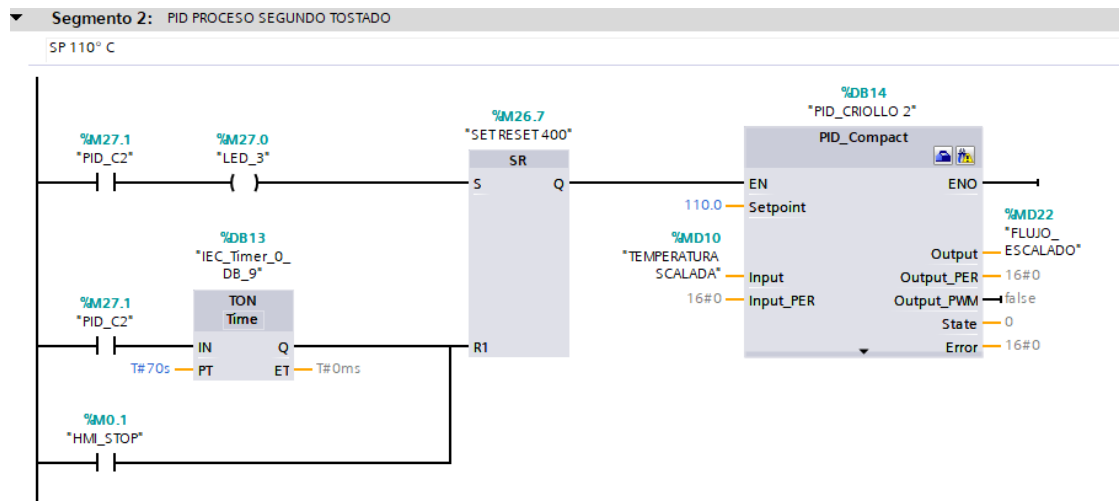 Segmento 2: PID PROCESO SEGUNDO TOSTADO
SP 110° C
%M27.1
"PID_C2"
%M27.0
"LED_3"
%M26.7
"SET RESET 400"
SR
S
Q
R1
%DB14
"PID_CRIOLLO 2"
PID_Compact
EN
ENO
110.0
Setpoint
%MD10
"TEMPERATURA
SCALADA"
Input
16#0
Input_PER
%MD22
"FLUJO_
ESCALADO"
Output
Output_PER
16#0
Output_PWM
false
State
0
Error
16#0
%DB13
"IEC_Timer_0_
DB_9"
TON
Time
%M27.1
"PID_C2"
IN
Q
T#70s
PT
ET
T#0ms
%M0.1
"HMI_STOP"